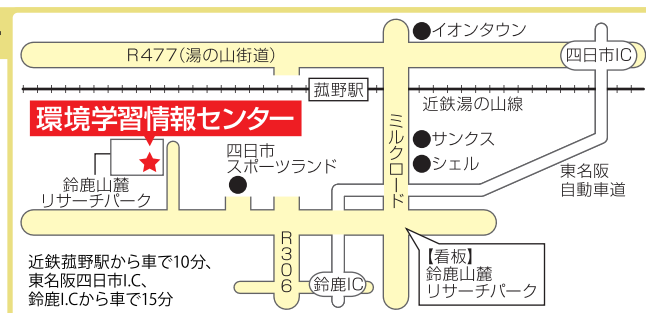 イオンタウン
R477(湯の山街道)
四日市IC
菰野駅
近鉄湯の山線
環境学習情報センター
ミルクロード
サンクス
シェル
四日市
スポーツランド
鈴鹿山麓
リサーチパーク
東名阪
自動車道
R306
鈴鹿IC
【看板】
鈴鹿山麓
リサーチパーク
近鉄菰野駅から車で10分、
東名阪四日市I.C、
鈴鹿I.Cから車で15分